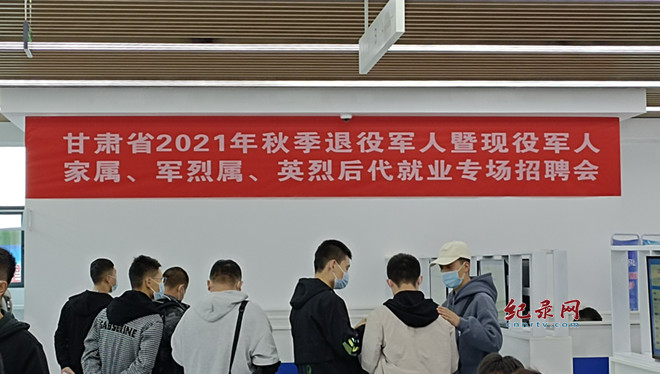 甘肃省2021年秋季退役军人暨现役军人
家属、军烈属、英烈后代就业专场招聘会
纪录网